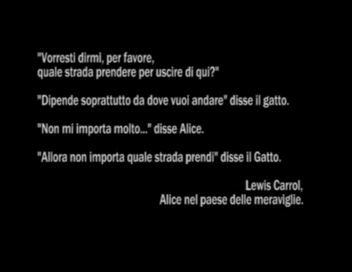 "Vorresti dirmi, per favore,
quale strada prendere per uscire di qui?"
"Dipende soprattutto da dove vuoi andare" disse il gatto.
"Non mi importa molto..." disse Alice.
"Allora non importa quale strada prendi" disse il Gatto.
Lewis Carrol,
Alice nel paese delle meraviglie.